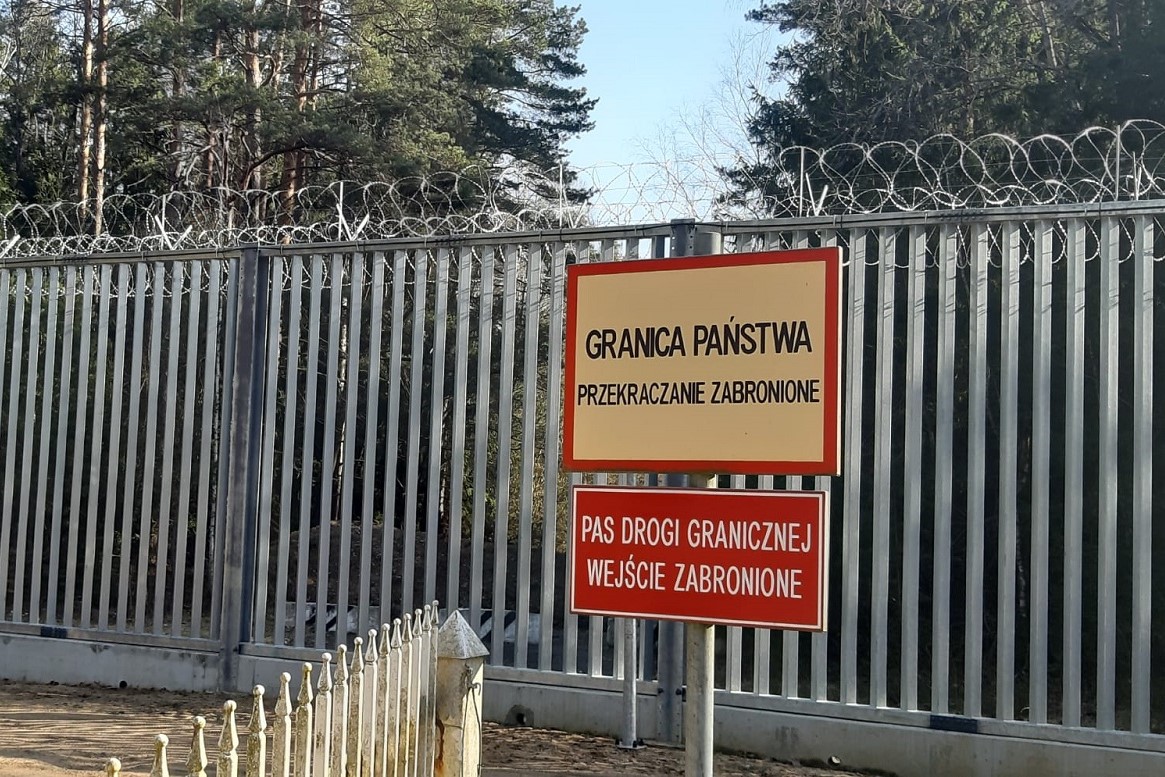 GRANICA PAŃSTWA
PRZEKRACZANIE ZABRONIONE
PAS DROGI GRANICZNEJ
WEJŚCIE ZABRONIONE